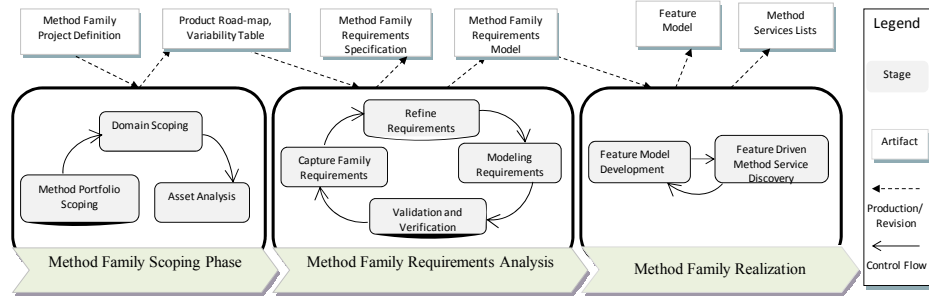 Method Family
Project Definition
Product Road-map,
Variability Table
Method Family
Requirements
Specification
Method Family
Requirements
Model
Feature
Model
Method
Services Lists
Legend
Stage
Artifact
Production/
Revision
Control Flow
Domain Scoping
Method Portfolio
Scoping
Asset Analysis
Refine
Requirements
Capture Family
Requirements
Modeling
Requirements
Validation and
Verification
Feature Model
Development
Feature Driven
Method Service
Discovery
Method Family Scoping Phase
Method Family Requirements Analysis
Method Family Realization